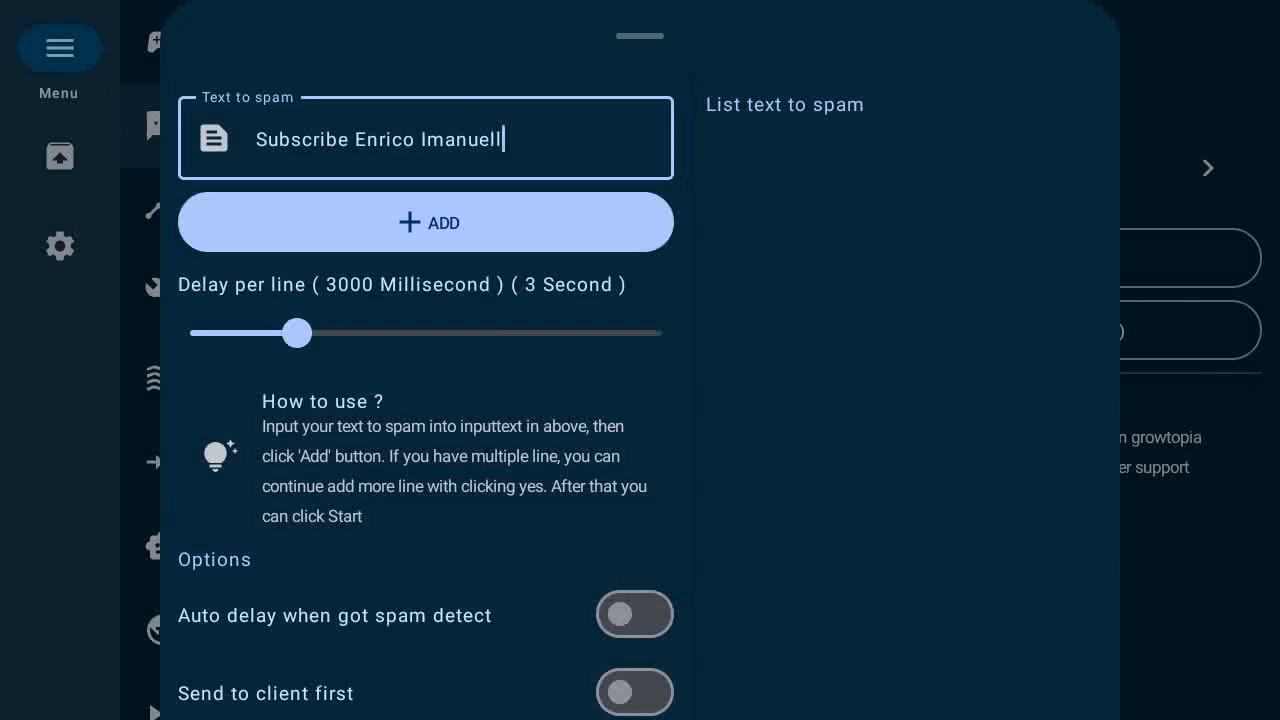 Menu
Text to spam
Subscribe Enrico Imanuell
ADD
Delay per line ( 3000 Millisecond ) ( 3 Second )
How to use ?
Input your text to spam into inputtext in above, then
click 'Add' button. If you have multiple line, you can
continue add more line with clicking yes. After that you
can click Start
Options
Auto delay when got spam detect
Send to client first
List text to spam
)
n growtopia
er support